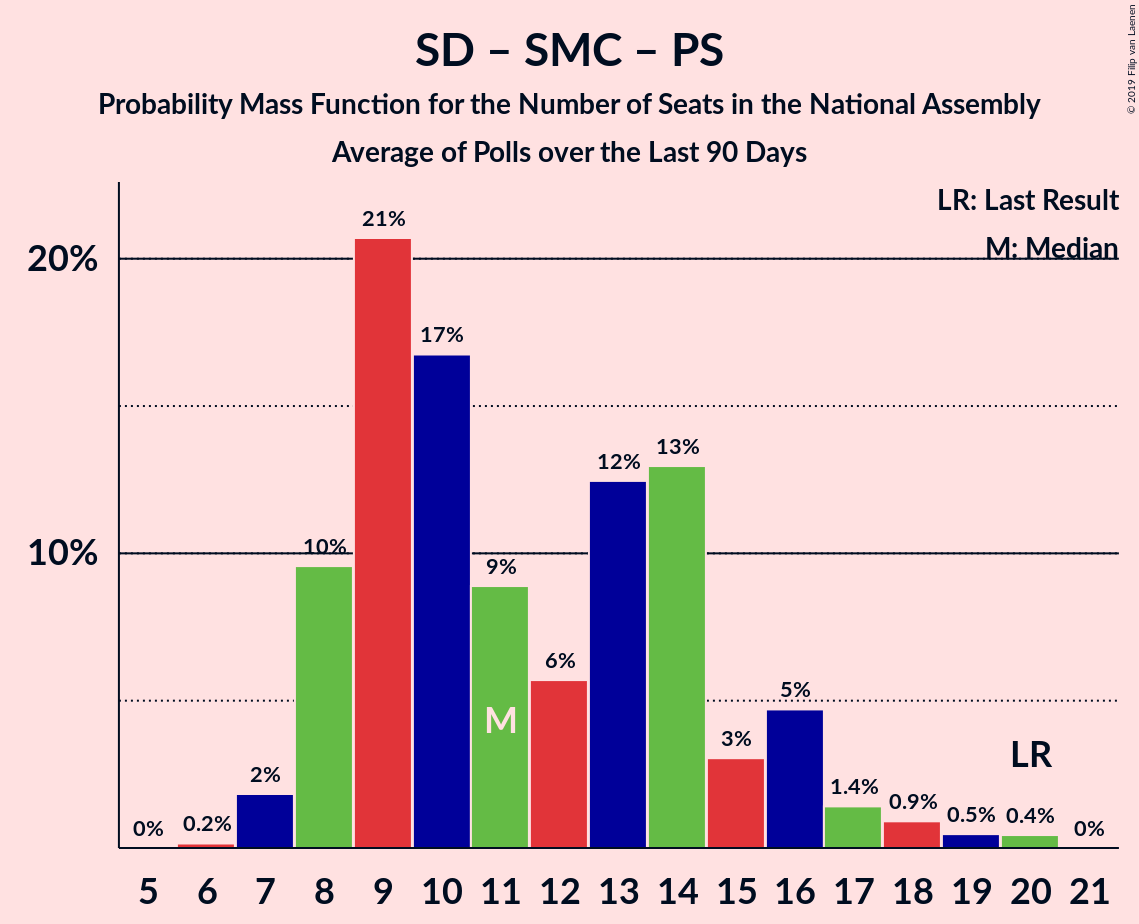 SD – SMC – PS
Probability Mass Function for the Number of Seats in the National Assembly
Average of Polls over the Last 90 Days
© 2019 Filip van Laenen
LR: Last Result
M: Median
20%
10%
0%
0.2%
2%
10%
21%
17%
9%
6%
12%
13%
3%
5%
1.4%
0.9%
0.5%
0.4%
0%
M
LR
5 6 7 8 9 10 11 12 13 14 15 16 17 18 19 20 21